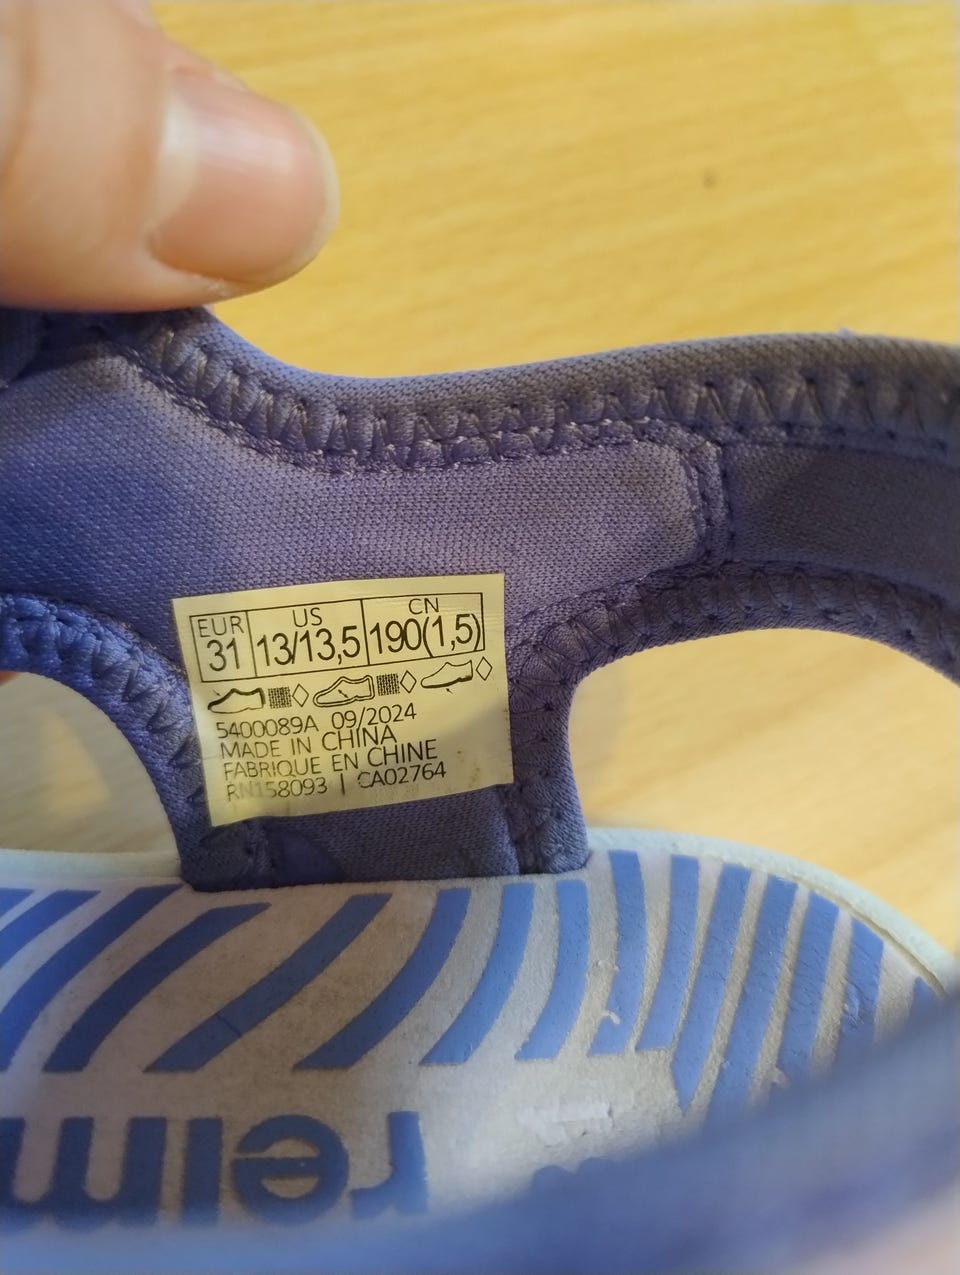 EUR US CN
31 13/13,5 190(1,5)
5400089A 09/2024
MADE IN CHINA
FABRIQUE EN CHINE
RN158093 | CA02764
reim